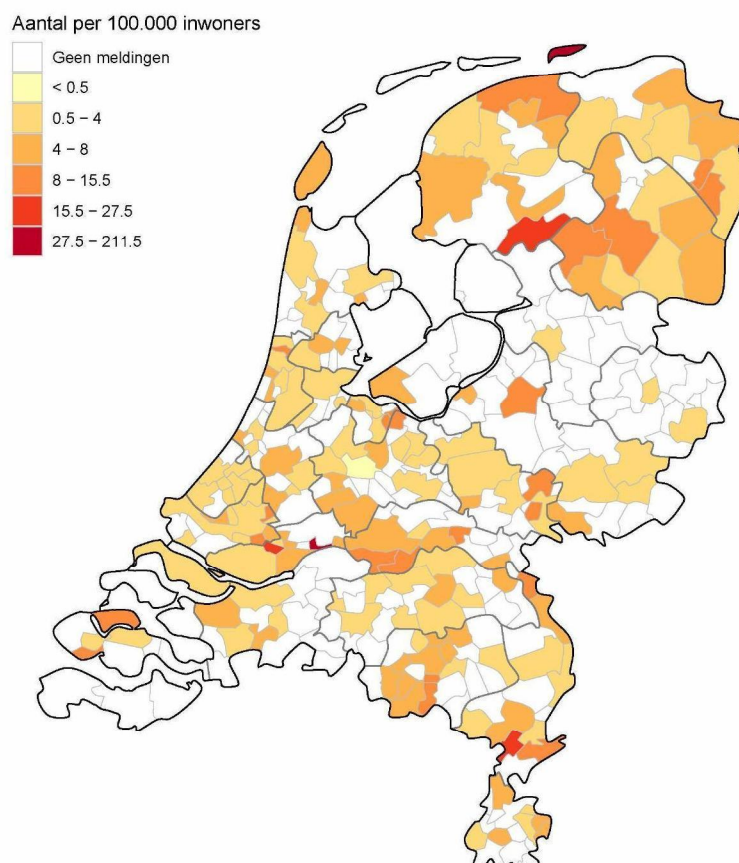 Aantal per 100.000 inwoners
Geen meldingen
< 0.5
0.5 – 4
4 – 8
8 – 15.5
15.5 – 27.5
27.5 – 211.5